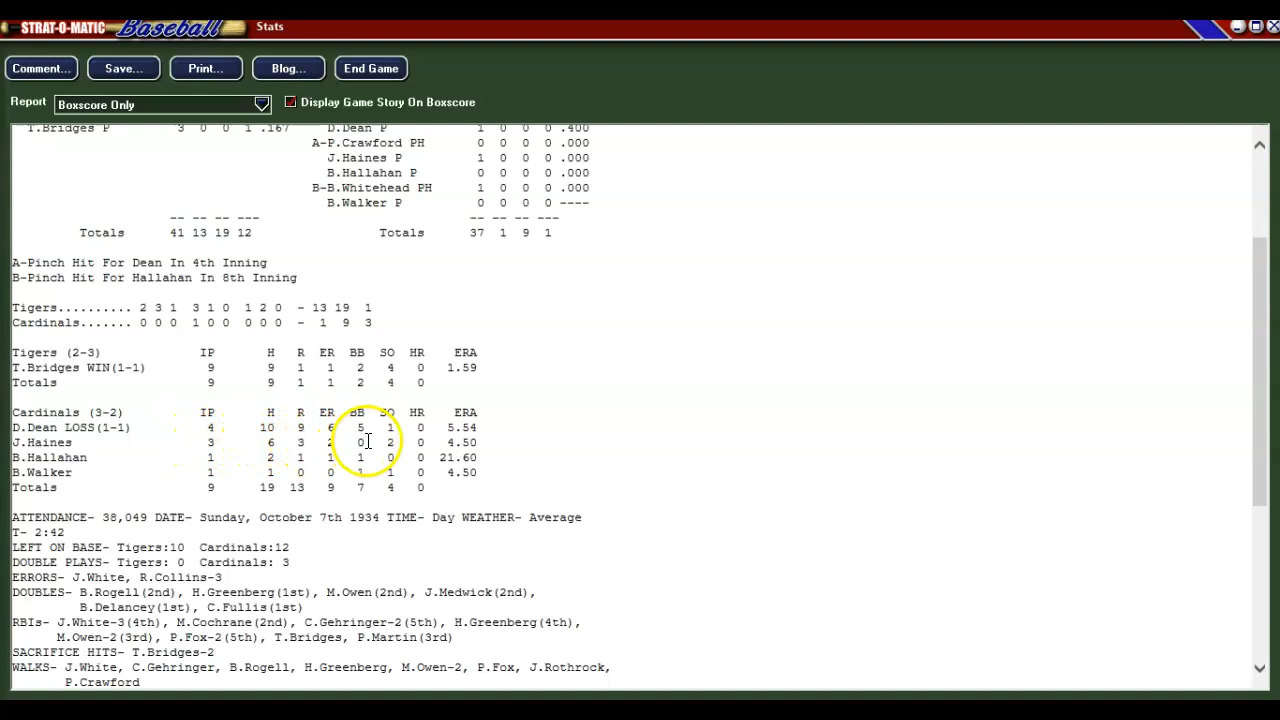 STRAT-O-MATIC Baseball Stats
Comment... Save... Print... Blog... End Game
Report Boxscore Only Display Game Story On Boxscore
T.Bridges P 3 0 0 1 .167 D.Dean P 1 0 0 0 .400
A-P.Crawford PH 0 0 0 0 .000
J.Haines P 1 0 0 0 .000
B.Hallahan P 0 0 0 0 .000
B-B.Whitehead PH 1 0 0 0 .000
B.Walker P 0 0 0 0 ----
-- -- -- --- -- -- -- ---
Totals 41 13 19 12 Totals 37 1 9 1
A-Pinch Hit For Dean In 4th Inning
B-Pinch Hit For Hallahan In 8th Inning
Tigers.......... 2 3 1 3 1 0 1 2 0 - 13 19 1
Cardinals....... 0 0 0 1 0 0 0 0 0 - 1 9 3
Tigers (2-3) IP H R ER BB SO HR ERA
T.Bridges WIN(1-1) 9 9 1 1 2 4 0 1.59
Totals 9 9 1 1 2 4 0
Cardinals (3-2) IP H R ER BB SO HR ERA
D.Dean LOSS(1-1) 4 10 9 6 5 1 0 5.54
J.Haines 3 6 3 2 0 2 0 4.50
B.Hallahan 1 2 1 1 1 0 0 21.60
B.Walker 1 1 0 0 1 1 0 4.50
Totals 9 19 13 9 7 4 0
ATTENDANCE- 38,049 DATE- Sunday, October 7th 1934 TIME- Day WEATHER- Average
T- 2:42
LEFT ON BASE- Tigers:10 Cardinals:12
DOUBLE PLAYS- Tigers: 0 Cardinals: 3
ERRORS- J.White, R.Collins-3
DOUBLES- B.Rogell(2nd), H.Greenberg(1st), M.Owen(2nd), J.Medwick(2nd),
B.Delancey(1st), C.Fullis(1st)
RBIs- J.White-3(4th), M.Cochrane(2nd), C.Gehringer-2(5th), H.Greenberg(4th),
M.Owen-2(3rd), P.Fox-2(5th), T.Bridges, P.Martin(3rd)
SACRIFICE HITS- T.Bridges-2
WALKS- J.White, C.Gehringer, B.Rogell, H.Greenberg, M.Owen-2, P.Fox, J.Rothrock,
P.Crawford